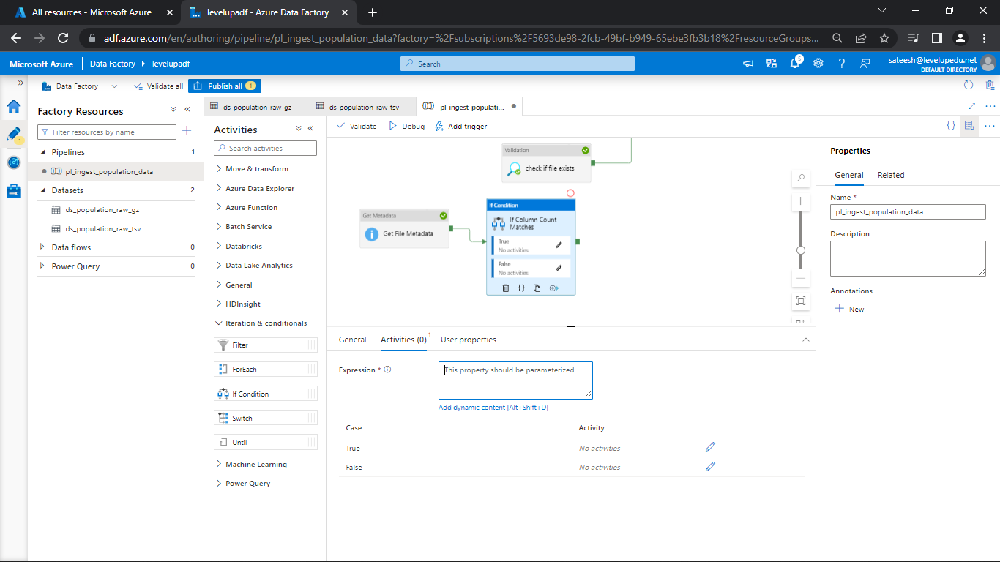 All resources - Microsoft Azure
levelupadf - Azure Data Factory
adf.azure.com/en/authoring/pipeline/pl_ingest_population_data?factory=%2Fsubscriptions%2F5693de98-2fcb-49bf-b949-65ebe3fb3b18%2FresourceGroups...
Microsoft Azure
Data Factory
levelupadf
Search
5
sateesh@levelupedu.net
DEFAULT DIRECTORY
Data Factory
Validate all
Publish all
1
1
Factory Resources
Filter resources by name
Pipelines
1
pl_ingest_population_data
Datasets
2
ds_population_raw_gz
ds_population_raw_tsv
Data flows
0
Power Query
0
ds_population_raw_gz
ds_population_raw_tsv
pl_ingest_populati...
Activities
Search activities
Move & transform
Azure Data Explorer
Azure Function
Batch Service
Databricks
Data Lake Analytics
General
HDInsight
Iteration & conditionals
Filter
ForEach
If Condition
Switch
Until
Machine Learning
Power Query
Validate
Debug
Add trigger
{}
Validation
check if file exists
Get Metadata
Get File Metadata
If Condition
If Column Count
Matches
True
No activities
False
No activities
{}
General
Activities (0)
1
User properties
Expression *
This property should be parameterized.
Add dynamic content [Alt+Shift+D]
Case
Activity
True
No activities
False
No activities
Properties
General
Related
Name *
pl_ingest_population_data
Description
Annotations
New